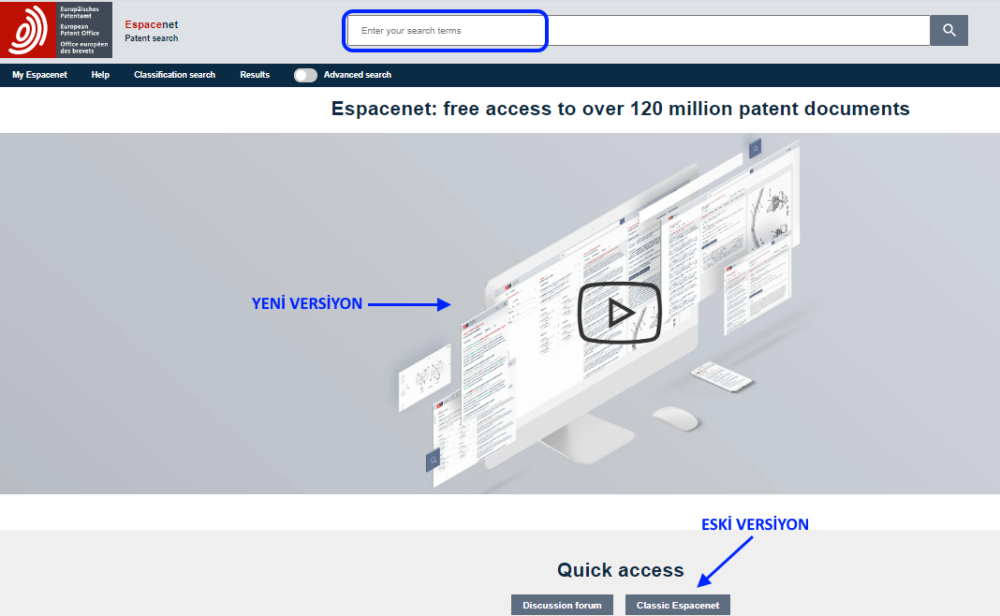 Europäisches
Patentamt
European
Patent Office
Office européen
des brevets
Espacenet
Patent search
Enter your search terms
My Espacenet Help Classification search Results Advanced search
Espacenet: free access to over 120 million patent documents
YENİ VERSİYON
ESKİ VERSİYON
Quick access
Discussion forum Classic Espacenet